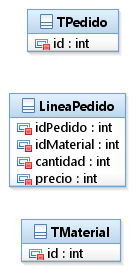 TPedido
id : int
LineaPedido
idPedido : int
idMaterial : int
cantidad : int
precio : int
TMaterial
id : int